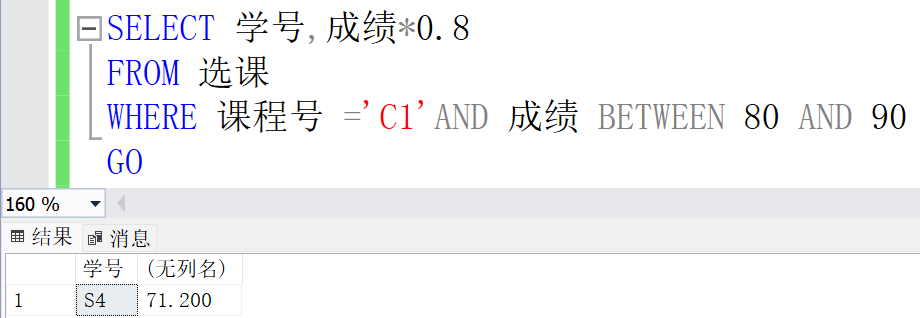 SELECT 学号,成绩*0.8
FROM 选课
WHERE 课程号 ='C1'AND 成绩 BETWEEN 80 AND 90
GO
160 %
结果 消息
学号 (无列名)
1 S4 71.200